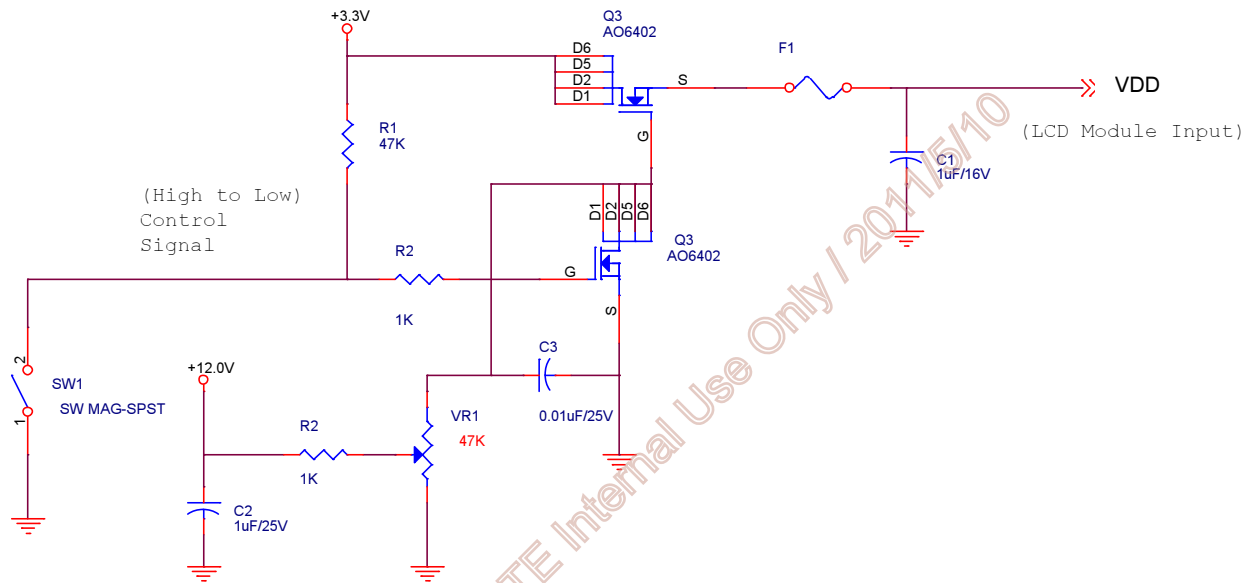 +3.3V
Q3
AO6402
D6
D5
D2
D1
S
G
F1
VDD
(LCD Module Input)
R1
47K
C1
1uF/16V
(High to Low)
Control
Signal
D1
D2
D5
D6
Q3
AO6402
R2
G
1K
S
2
SW1
SW MAG-SPST
1
+12.0V
C3
0.01uF/25V
VR1
47K
R2
1K
C2
1uF/25V
TE Internal Use Only / 2011/5/10